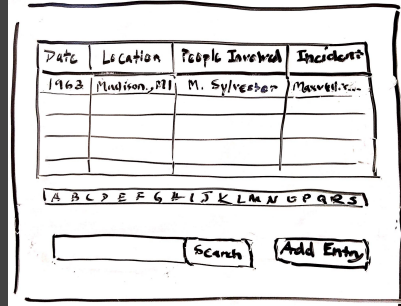 Date Location People Involved Incident
1963 Madison, MI M. Sylvester
A B C D E F G H I J K L M N O P Q R S
Search Add Entry